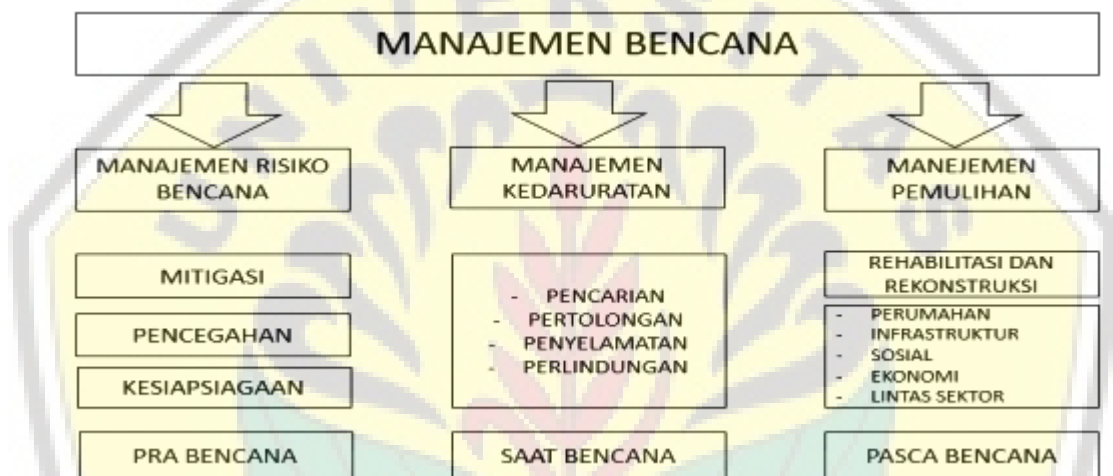 UNIVERSITAS
MANAJEMEN BENCANA
MANAJEMEN RISIKO
BENCANA
MITIGASI
PENCEGAHAN
KESIAPSIAGAAN
PRA BENCANA
MANAJEMEN
KEDARURATAN
- PENCARIAN
- PERTOLONGAN
- PENYELAMATAN
- PERLINDUNGAN
SAAT BENCANA
MANEJEMEN
PEMULIHAN
REHABILITASI DAN
REKONSTRUKSI
- PERUMAHAN
- INFRASTRUKTUR
- SOSIAL
- EKONOMI
- LINTAS SEKTOR
PASCA BENCANA